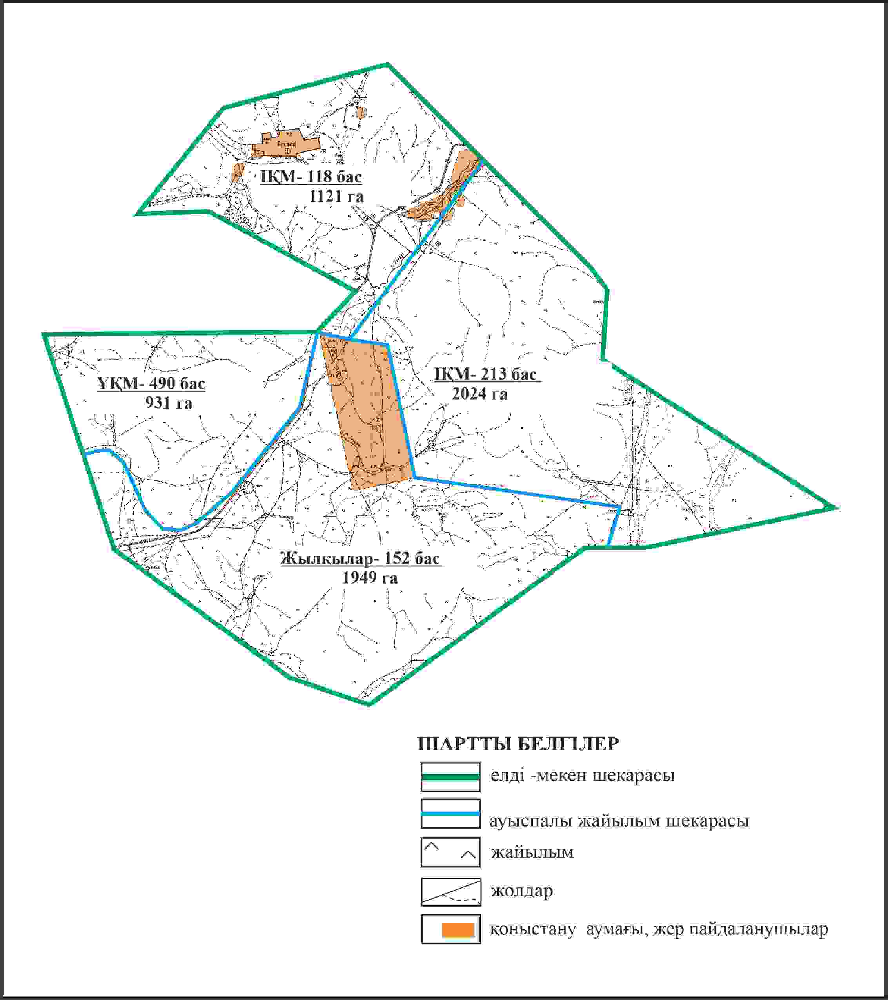 ІҚМ- 118 бас
1121 га
ҰҚМ- 490 бас
931 га
ІҚМ- 213 бас
2024 га
Жылқылар- 152 бас
1949 га
ШАРТТЫ БЕЛГІЛЕР
елді -мекен шекарасы
ауыспалы жайылым шекарасы
жайылым
жолдар
қоныстану аумағы, жер пайдаланушылар